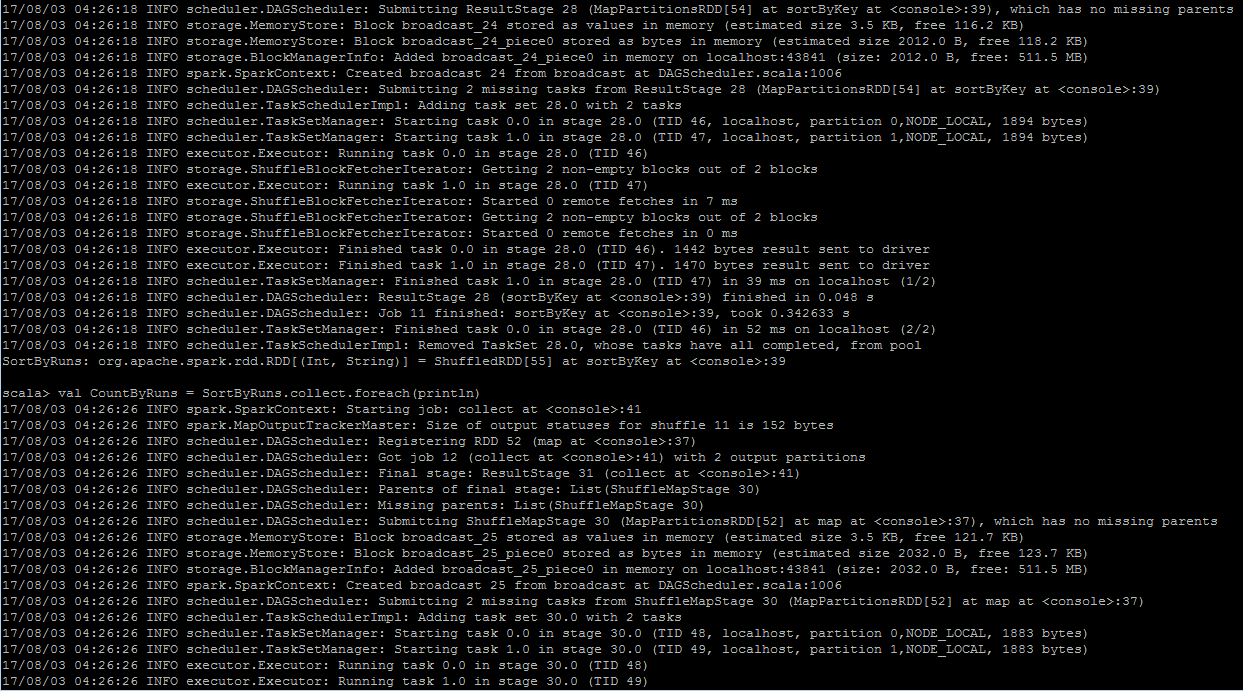 17/08/03 04:26:18 INFO scheduler.DAGScheduler: Submitting ResultStage 28 (MapPartitionsRDD[54] at sortByKey at <console>:39), which has no missing parents
17/08/03 04:26:18 INFO storage.MemoryStore: Block broadcast_24 stored as values in memory (estimated size 3.5 KB, free 116.2 KB)
17/08/03 04:26:18 INFO storage.MemoryStore: Block broadcast_24_piece0 stored as bytes in memory (estimated size 2012.0 B, free 118.2 KB)
17/08/03 04:26:18 INFO storage.BlockManagerInfo: Added broadcast_24_piece0 in memory on localhost:43841 (size: 2012.0 B, free: 511.5 MB)
17/08/03 04:26:18 INFO spark.SparkContext: Created broadcast 24 from broadcast at DAGScheduler.scala:1006
17/08/03 04:26:18 INFO scheduler.DAGScheduler: Submitting 2 missing tasks from ResultStage 28 (MapPartitionsRDD[54] at sortByKey at <console>:39)
17/08/03 04:26:18 INFO scheduler.TaskSchedulerImpl: Adding task set 28.0 with 2 tasks
17/08/03 04:26:18 INFO scheduler.TaskSetManager: Starting task 0.0 in stage 28.0 (TID 46, localhost, partition 0,NODE_LOCAL, 1894 bytes)
17/08/03 04:26:18 INFO scheduler.TaskSetManager: Starting task 1.0 in stage 28.0 (TID 47, localhost, partition 1,NODE_LOCAL, 1894 bytes)
17/08/03 04:26:18 INFO executor.Executor: Running task 0.0 in stage 28.0 (TID 46)
17/08/03 04:26:18 INFO storage.ShuffleBlockFetcherIterator: Getting 2 non-empty blocks out of 2 blocks
17/08/03 04:26:18 INFO executor.Executor: Running task 1.0 in stage 28.0 (TID 47)
17/08/03 04:26:18 INFO storage.ShuffleBlockFetcherIterator: Started 0 remote fetches in 7 ms
17/08/03 04:26:18 INFO storage.ShuffleBlockFetcherIterator: Getting 2 non-empty blocks out of 2 blocks
17/08/03 04:26:18 INFO storage.ShuffleBlockFetcherIterator: Started 0 remote fetches in 0 ms
17/08/03 04:26:18 INFO executor.Executor: Finished task 0.0 in stage 28.0 (TID 46). 1442 bytes result sent to driver
17/08/03 04:26:18 INFO executor.Executor: Finished task 1.0 in stage 28.0 (TID 47). 1470 bytes result sent to driver
17/08/03 04:26:18 INFO scheduler.TaskSetManager: Finished task 1.0 in stage 28.0 (TID 47) in 39 ms on localhost (1/2)
17/08/03 04:26:18 INFO scheduler.DAGScheduler: ResultStage 28 (sortByKey at <console>:39) finished in 0.048 s
17/08/03 04:26:18 INFO scheduler.DAGScheduler: Job 11 finished: sortByKey at <console>:39, took 0.342633 s
17/08/03 04:26:18 INFO scheduler.TaskSetManager: Finished task 0.0 in stage 28.0 (TID 46) in 52 ms on localhost (2/2)
17/08/03 04:26:18 INFO scheduler.TaskSchedulerImpl: Removed TaskSet 28.0, whose tasks have all completed, from pool
SortByRuns: org.apache.spark.rdd.RDD[(Int, String)] = ShuffledRDD[55] at sortByKey at <console>:39
scala> val CountByRuns = SortByRuns.collect.foreach(println)
17/08/03 04:26:26 INFO spark.SparkContext: Starting job: collect at <console>:41
17/08/03 04:26:26 INFO spark.MapOutputTrackerMaster: Size of output statuses for shuffle 11 is 152 bytes
17/08/03 04:26:26 INFO scheduler.DAGScheduler: Registering RDD 52 (map at <console>:37)
17/08/03 04:26:26 INFO scheduler.DAGScheduler: Got job 12 (collect at <console>:41) with 2 output partitions
17/08/03 04:26:26 INFO scheduler.DAGScheduler: Final stage: ResultStage 31 (collect at <console>:41)
17/08/03 04:26:26 INFO scheduler.DAGScheduler: Parents of final stage: List(ShuffleMapStage 30)
17/08/03 04:26:26 INFO scheduler.DAGScheduler: Missing parents: List(ShuffleMapStage 30)
17/08/03 04:26:26 INFO scheduler.DAGScheduler: Submitting ShuffleMapStage 30 (MapPartitionsRDD[52] at map at <console>:37), which has no missing parents
17/08/03 04:26:26 INFO storage.MemoryStore: Block broadcast_25 stored as values in memory (estimated size 3.5 KB, free 121.7 KB)
17/08/03 04:26:26 INFO storage.MemoryStore: Block broadcast_25_piece0 stored as bytes in memory (estimated size 2032.0 B, free 123.7 KB)
17/08/03 04:26:26 INFO storage.BlockManagerInfo: Added broadcast_25_piece0 in memory on localhost:43841 (size: 2032.0 B, free: 511.5 MB)
17/08/03 04:26:26 INFO spark.SparkContext: Created broadcast 25 from broadcast at DAGScheduler.scala:1006
17/08/03 04:26:26 INFO scheduler.DAGScheduler: Submitting 2 missing tasks from ShuffleMapStage 30 (MapPartitionsRDD[52] at map at <console>:37)
17/08/03 04:26:26 INFO scheduler.TaskSchedulerImpl: Adding task set 30.0 with 2 tasks
17/08/03 04:26:26 INFO scheduler.TaskSetManager: Starting task 0.0 in stage 30.0 (TID 48, localhost, partition 0,NODE_LOCAL, 1883 bytes)
17/08/03 04:26:26 INFO scheduler.TaskSetManager: Starting task 1.0 in stage 30.0 (TID 49, localhost, partition 1,NODE_LOCAL, 1883 bytes)
17/08/03 04:26:26 INFO executor.Executor: Running task 0.0 in stage 30.0 (TID 48)
17/08/03 04:26:26 INFO executor.Executor: Running task 1.0 in stage 30.0 (TID 49)